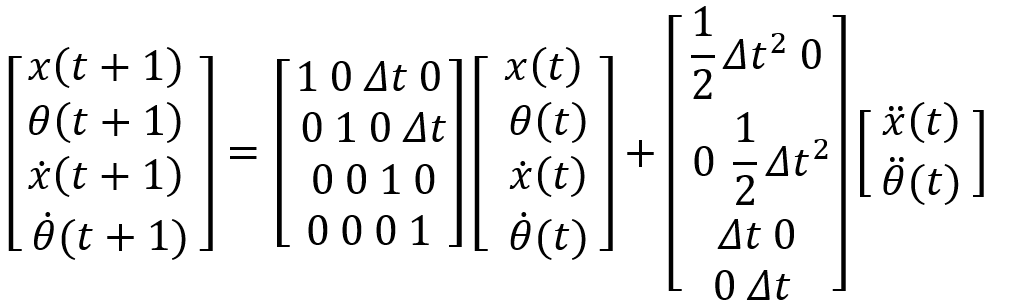 [x(t + 1) θ(t + 1) ẋ(t + 1) θ̇(t + 1)] = [1 0 Δt 0 0 1 0 Δt 0 0 1 0 0 0 0 1] [x(t) θ(t) ẋ(t) θ̇(t)] + [1/2 Δt² 0 0 1/2 Δt² Δt 0 0 Δt] [ẍ(t) θ̈(t)]